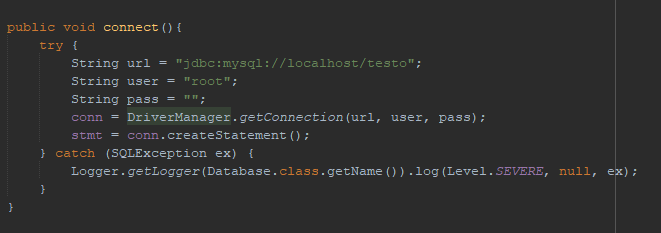 public void connect(){
try {
String url = "jdbc:mysql://localhost/testo";
String user = "root";
String pass = "";
conn = DriverManager.getConnection(url, user, pass);
stmt = conn.createStatement();
} catch (SQLException ex) {
Logger.getLogger(Database.class.getName()).log(Level.SEVERE, null, ex);
}
}